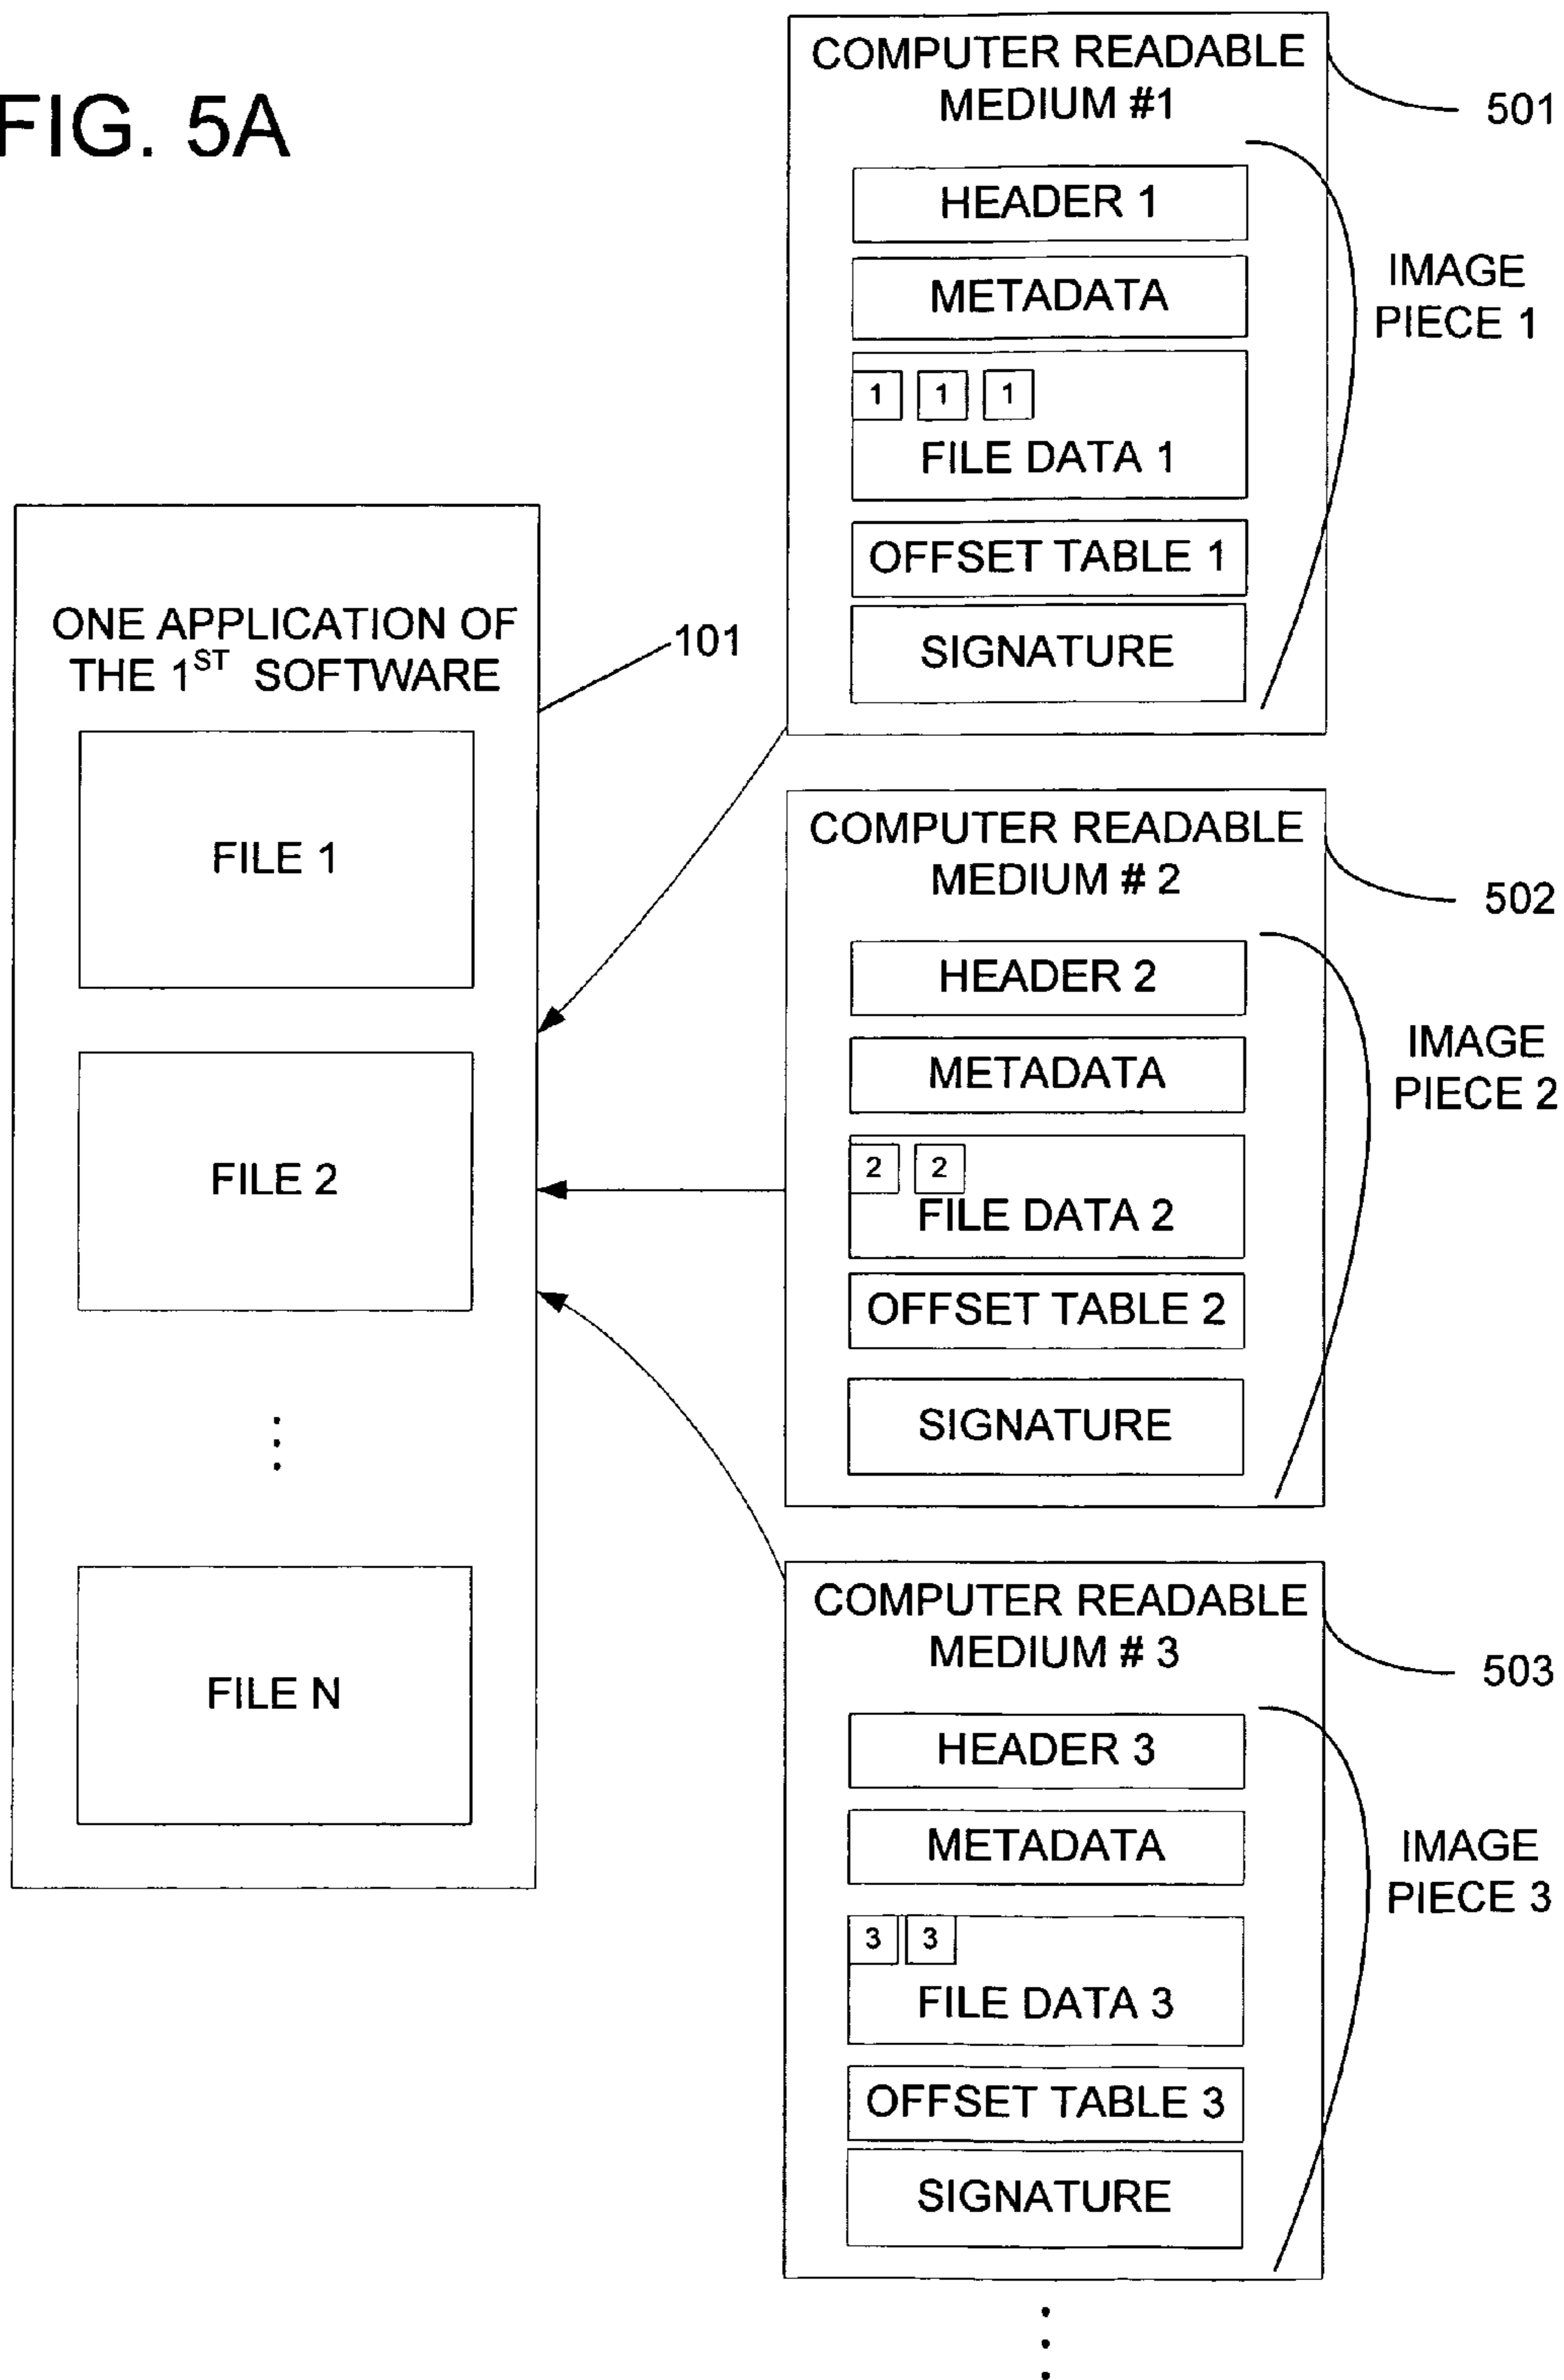 FIG. 5A
ONE APPLICATION OF
THE 1ST SOFTWARE
101
FILE 1
FILE 2
FILE N
COMPUTER READABLE
MEDIUM #1
501
HEADER 1
METADATA
1 1 1
FILE DATA 1
OFFSET TABLE 1
SIGNATURE
IMAGE
PIECE 1
COMPUTER READABLE
MEDIUM # 2
502
HEADER 2
METADATA
2 2
FILE DATA 2
OFFSET TABLE 2
SIGNATURE
IMAGE
PIECE 2
COMPUTER READABLE
MEDIUM # 3
503
HEADER 3
METADATA
3 3
FILE DATA 3
OFFSET TABLE 3
SIGNATURE
IMAGE
PIECE 3